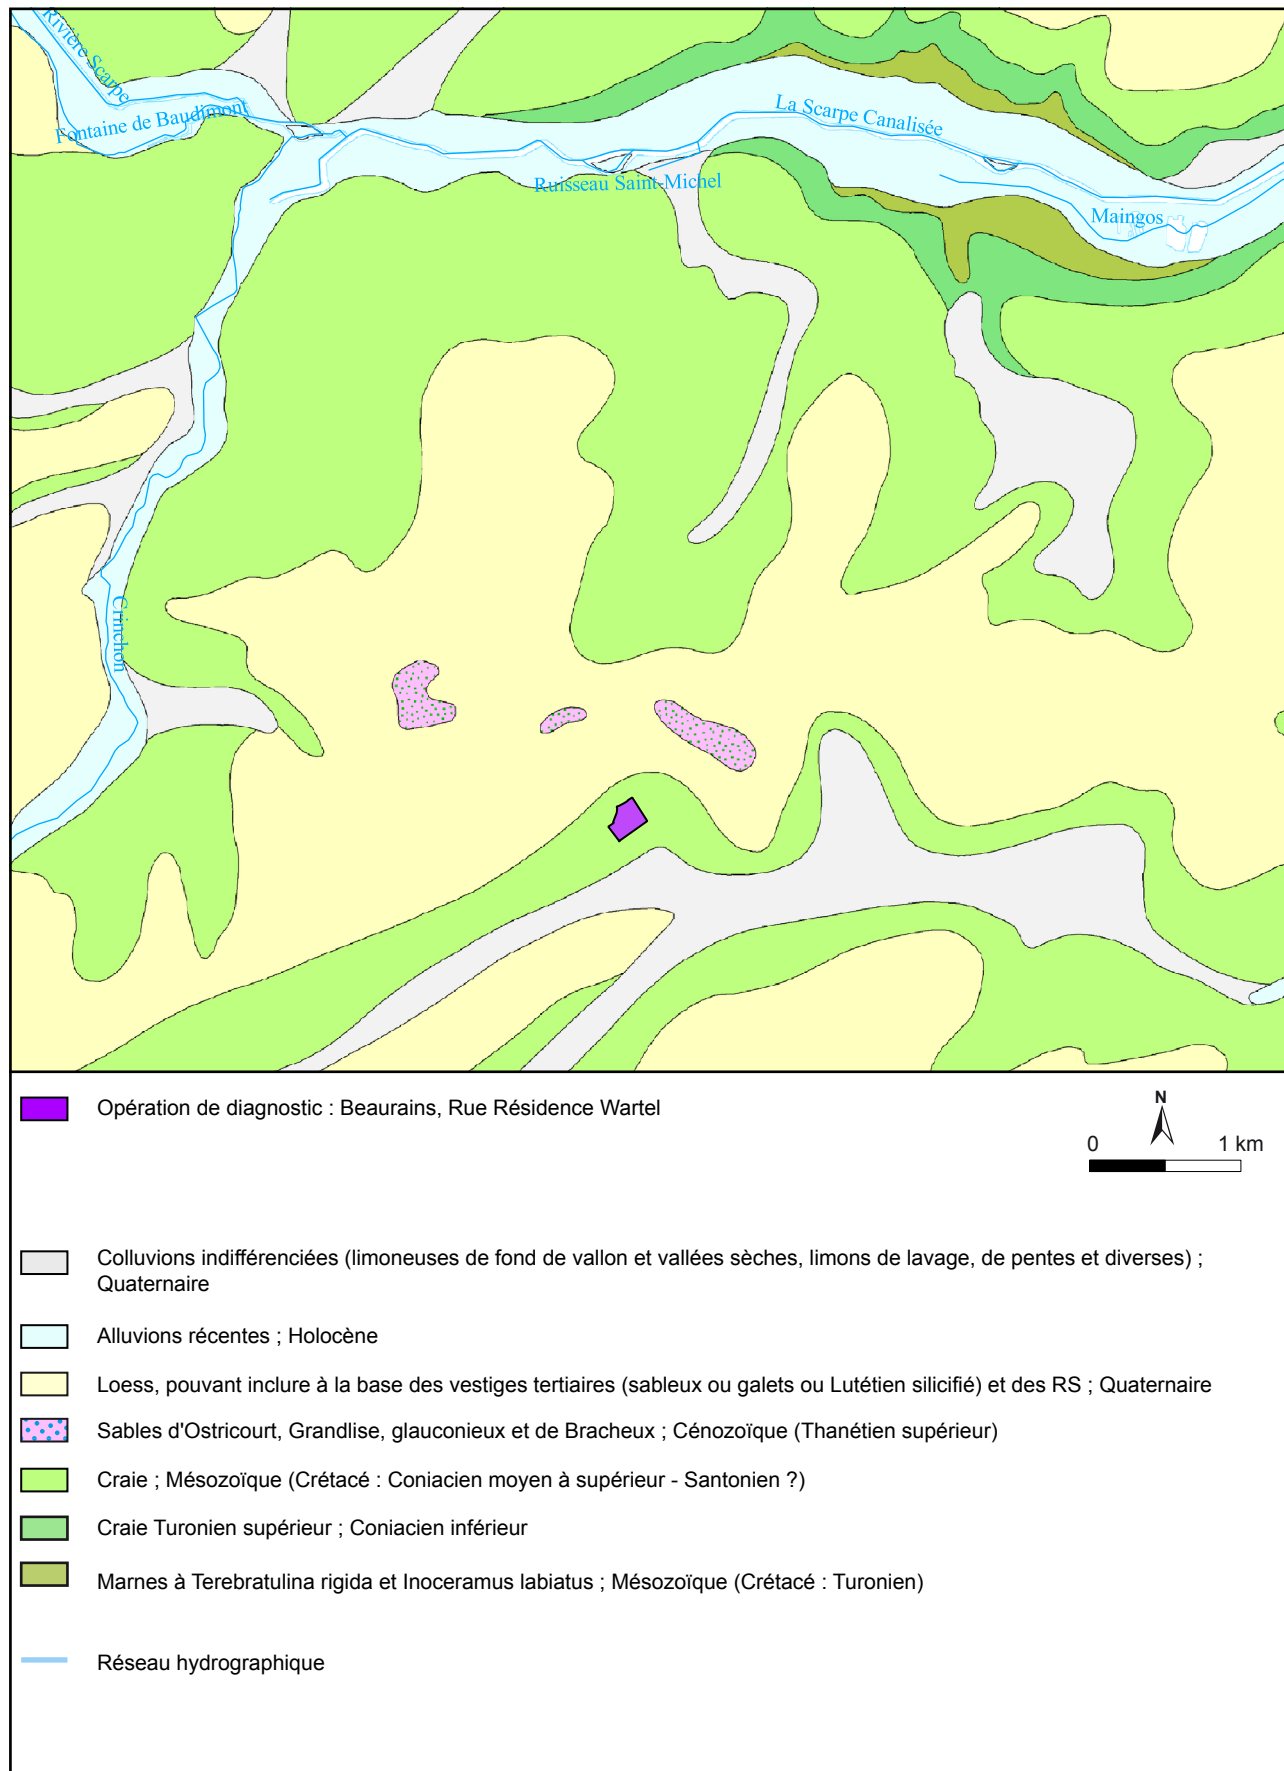 Rivière Scarpe
Fontaine de Baudimont
La Scarpe Canalisée
Ruisseau Saint-Michel
Maingos
Crinchon
Opération de diagnostic : Beaurains, Rue Résidence Wartel
N
0 1 km
Colluvions indifférenciées (limoneuses de fond de vallon et vallées sèches, limons de lavage, de pentes et diverses) ;
Quaternaire
Alluvions récentes ; Holocène
Loess, pouvant inclure à la base des vestiges tertiaires (sableux ou galets ou Lutétien silicifié) et des RS ; Quaternaire
Sables d'Ostricourt, Grandlise, glauconieux et de Bracheux ; Cénozoïque (Thanétien supérieur)
Craie ; Mésozoïque (Crétacé : Coniacien moyen à supérieur - Santonien ?)
Craie Turonien supérieur ; Coniacien inférieur
Marnes à Terebratulina rigida et Inoceramus labiatus ; Mésozoïque (Crétacé : Turonien)
Réseau hydrographique